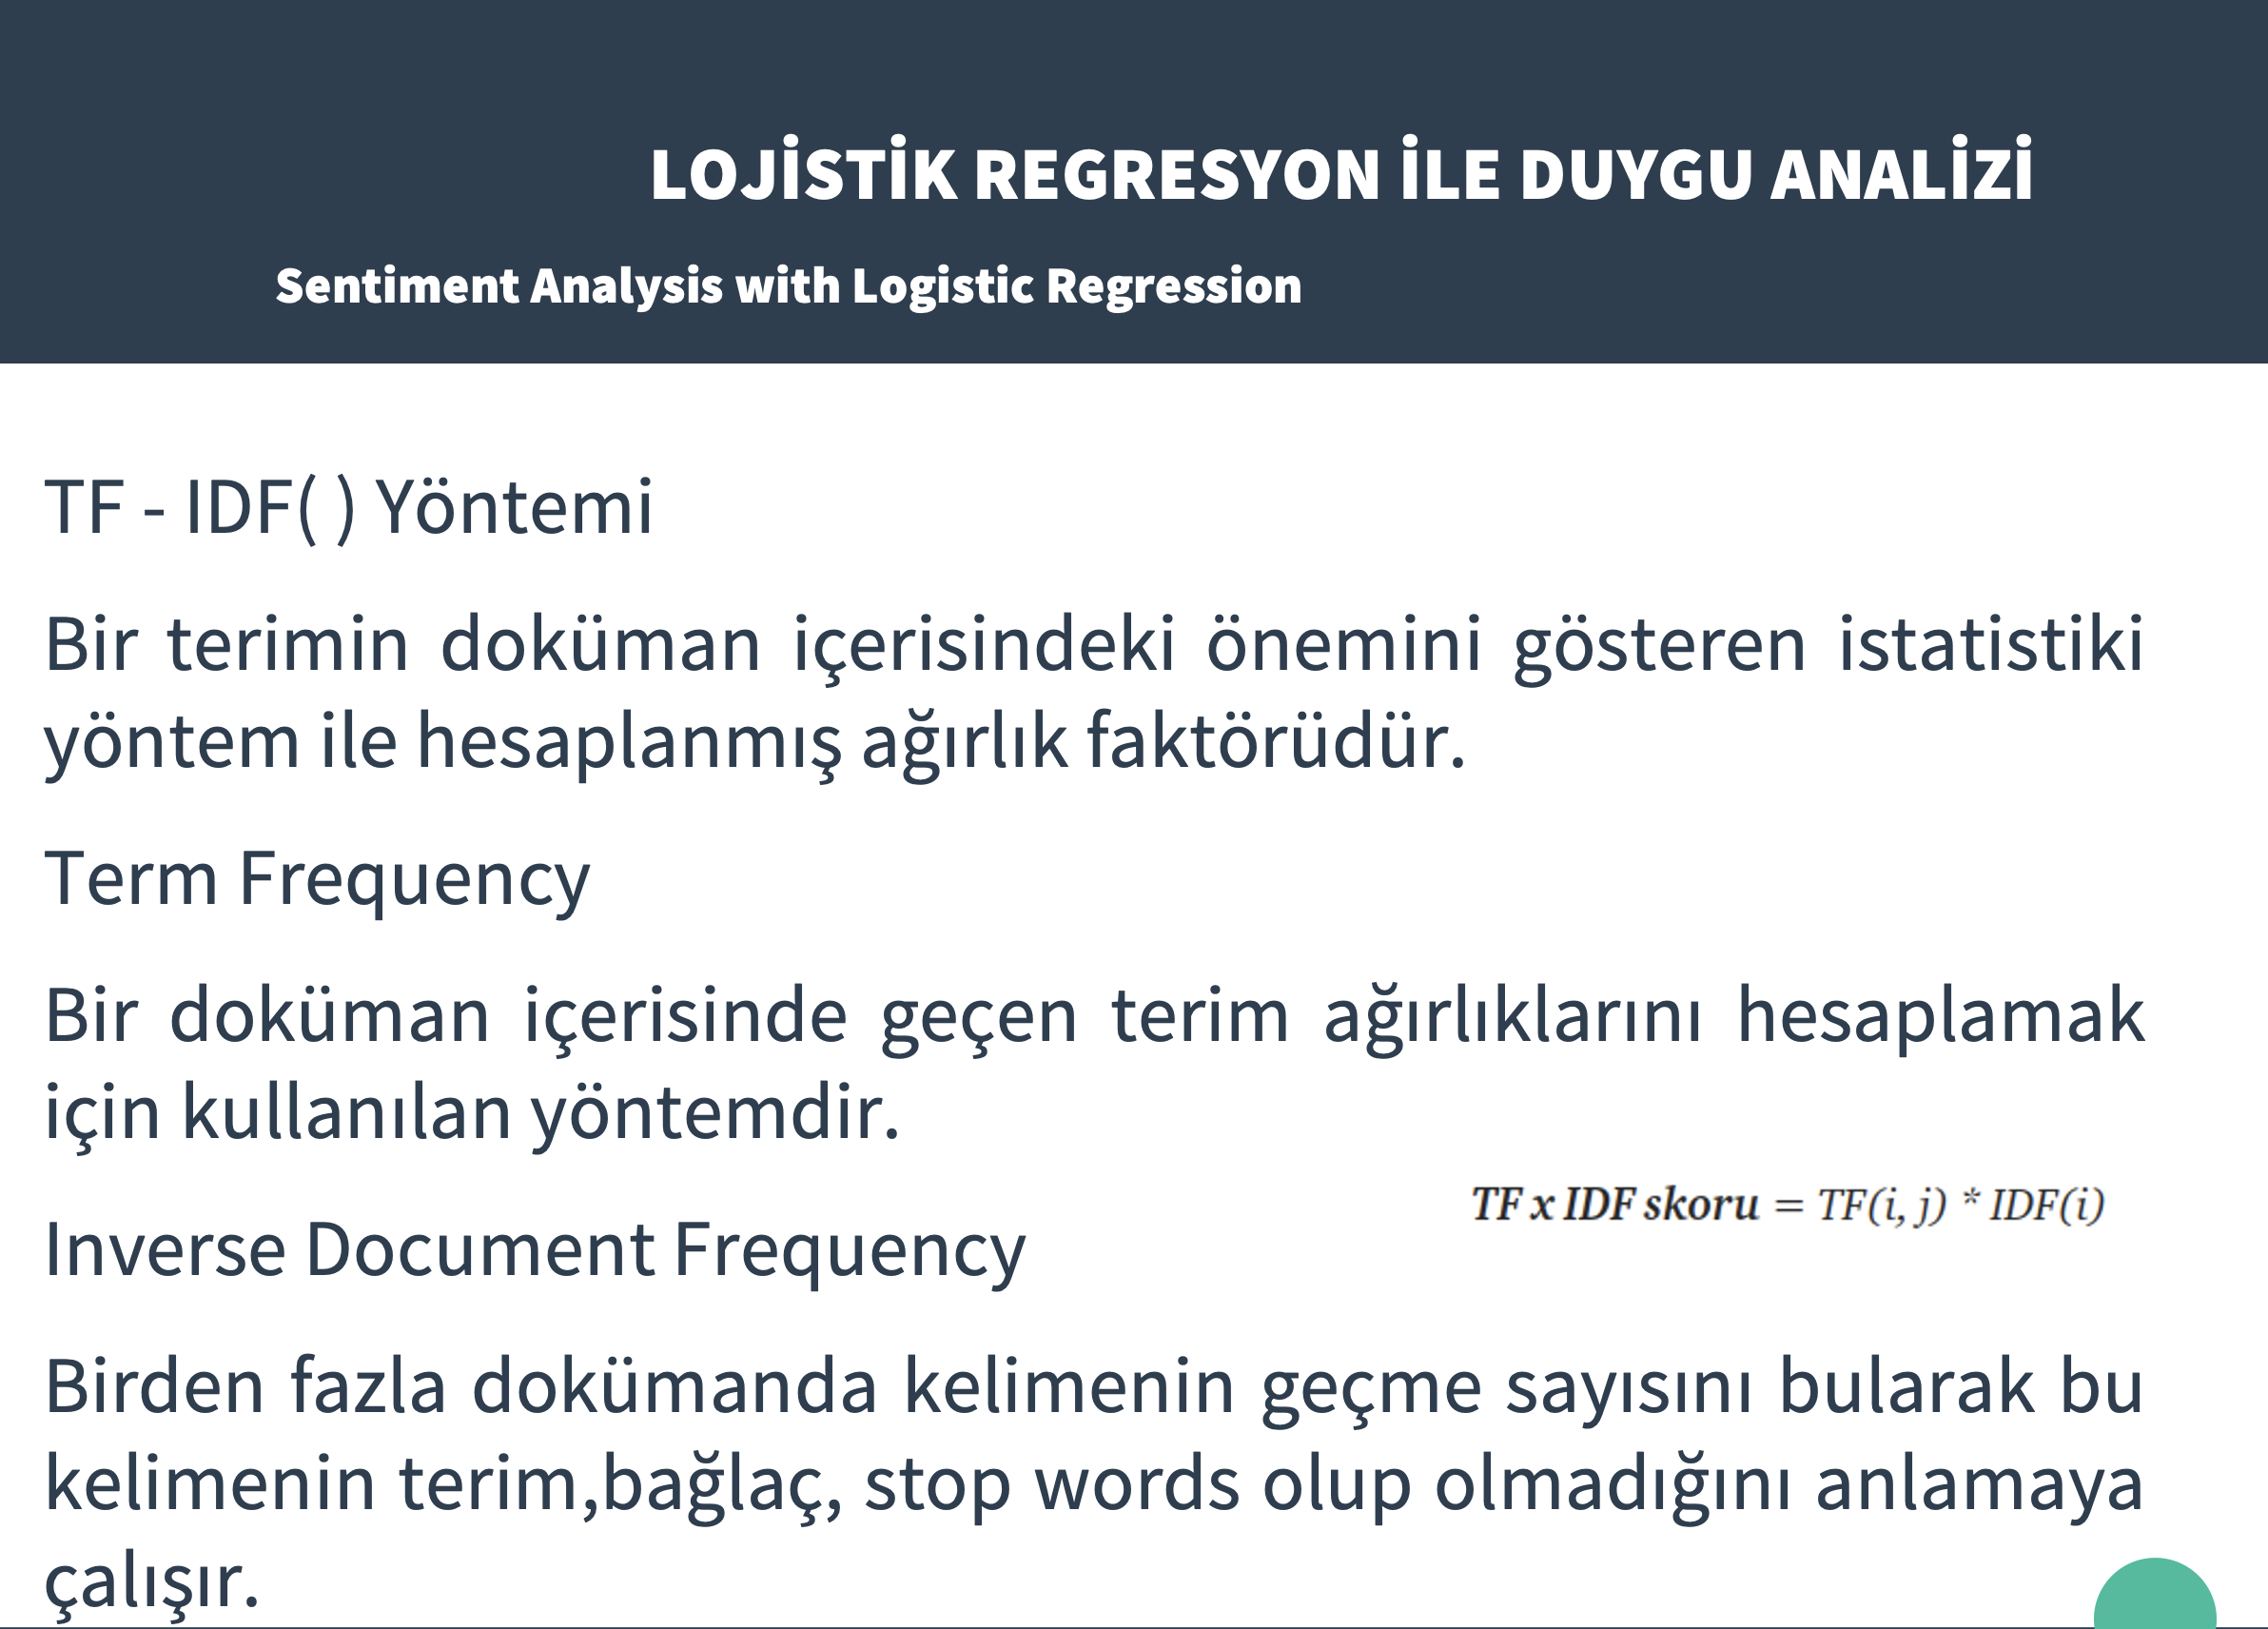 LOJİSTİK REGRESYON İLE DUYGU ANALİZİ
Sentiment Analysis with Logistic Regression
TF - IDF( ) Yöntemi
Bir terimin doküman içerisindeki önemini gösteren istatistiki
yöntem ile hesaplanmış ağırlık faktörüdür.
Term Frequency
Bir doküman içerisinde geçen terim ağırlıklarını hesaplamak
için kullanılan yöntemdir.
TF x IDF skoru = TF(i, j) * IDF(i)
Inverse Document Frequency
Birden fazla dokümanda kelimenin geçme sayısını bularak bu
kelimenin terim,bağlaç, stop words olup olmadığını anlamaya
çalışır.